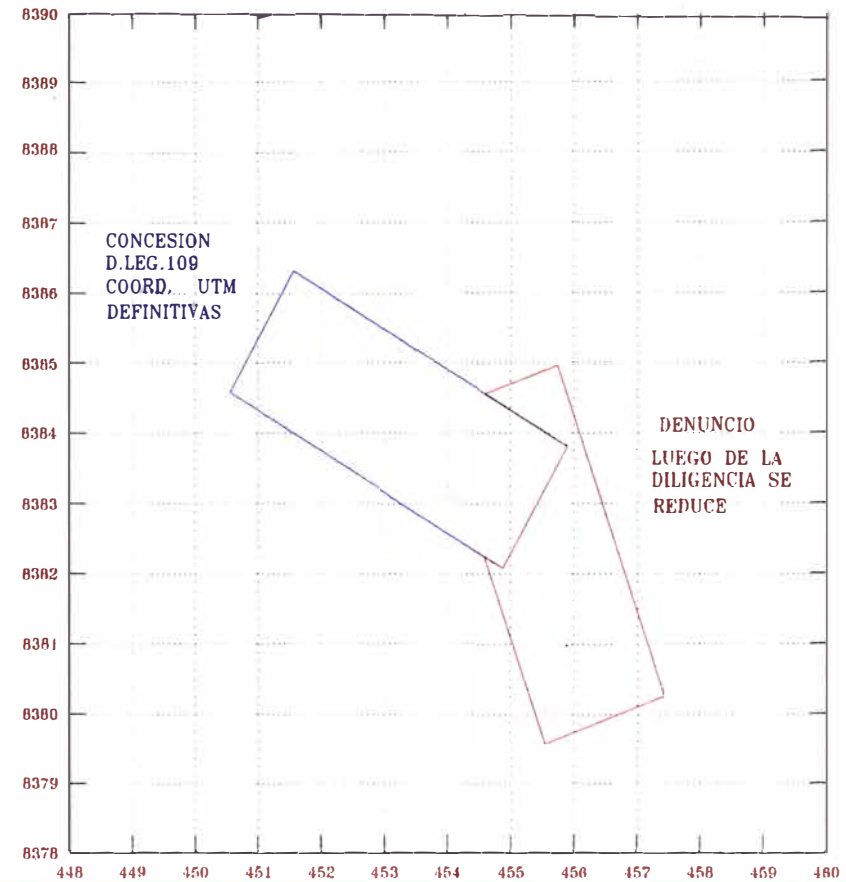 8390
8389
8388
8387
8386
8385
8384
8383
8382
8381
8380
8379
8378
448 449 450 451 452 453 454 455 456 457 458 459 460
CONCESION
D.LEG.109
COORD. UTM
DEFINITIVAS
DENUNCIO
LUEGO DE LA
DILIGENCIA SE
REDUCE